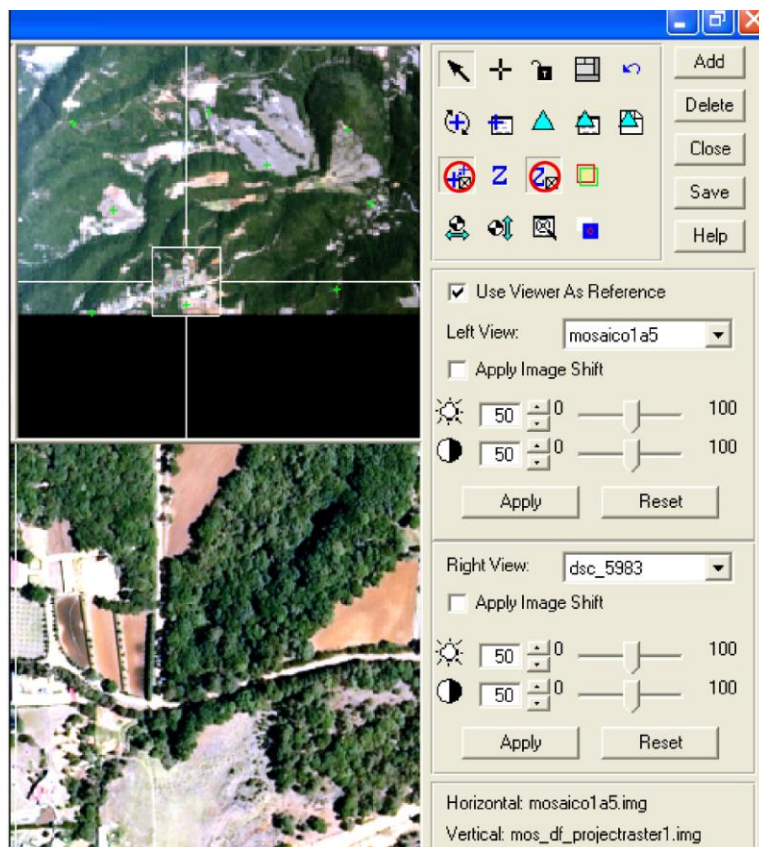 Add
Delete
Close
Save
Help
Z
Use Viewer As Reference
Left View: mosaico1a5
Apply Image Shift
50 0 100
50 0 100
Apply Reset
Right View: dsc_5983
Apply Image Shift
50 0 100
50 0 100
Apply Reset
Horizontal: mosaico1a5.img
Vertical: mos_df_projectraster1.img